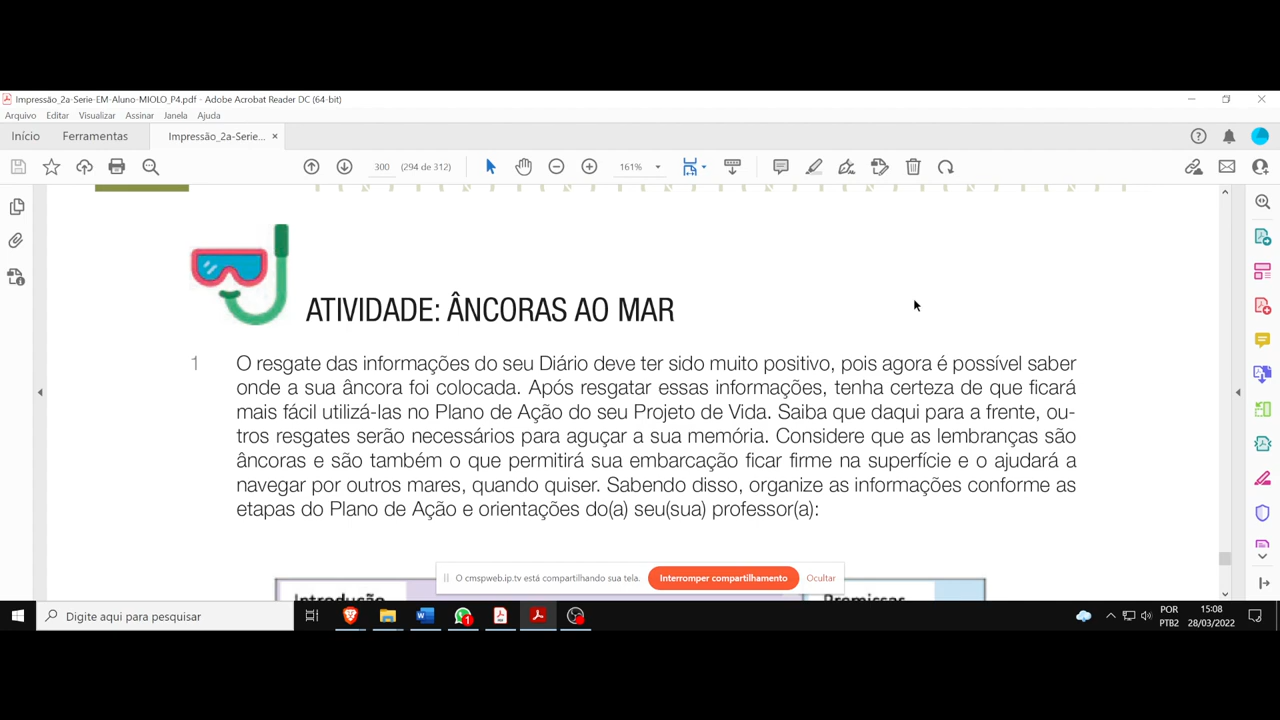 Impressão_2a-Serie-EM-Aluno-MIOLO_P4.pdf - Adobe Acrobat Reader DC (64-bit)
Arquivo Editar Visualizar Assinar Janela Ajuda
Início Ferramentas Impressão_2a-Serie... ×
300 (294 de 312) 161%
ATIVIDADE: ÂNCORAS AO MAR
1 O resgate das informações do seu Diário deve ter sido muito positivo, pois agora é possível saber
onde a sua âncora foi colocada. Após resgatar essas informações, tenha certeza de que ficará
mais fácil utilizá-las no Plano de Ação do seu Projeto de Vida. Saiba que daqui para a frente, ou-
tros resgates serão necessários para aguçar a sua memória. Considere que as lembranças são
âncoras e são também o que permitirá sua embarcação ficar firme na superfície e o ajudará a
navegar por outros mares, quando quiser. Sabendo disso, organize as informações conforme as
etapas do Plano de Ação e orientações do(a) seu(sua) professor(a):
O cmspweb.ip.tv está compartilhando sua tela. Interromper compartilhamento Ocultar
Introdução Premissas
Digite aqui para pesquisar
1
POR 15:08
PTB2 28/03/2022